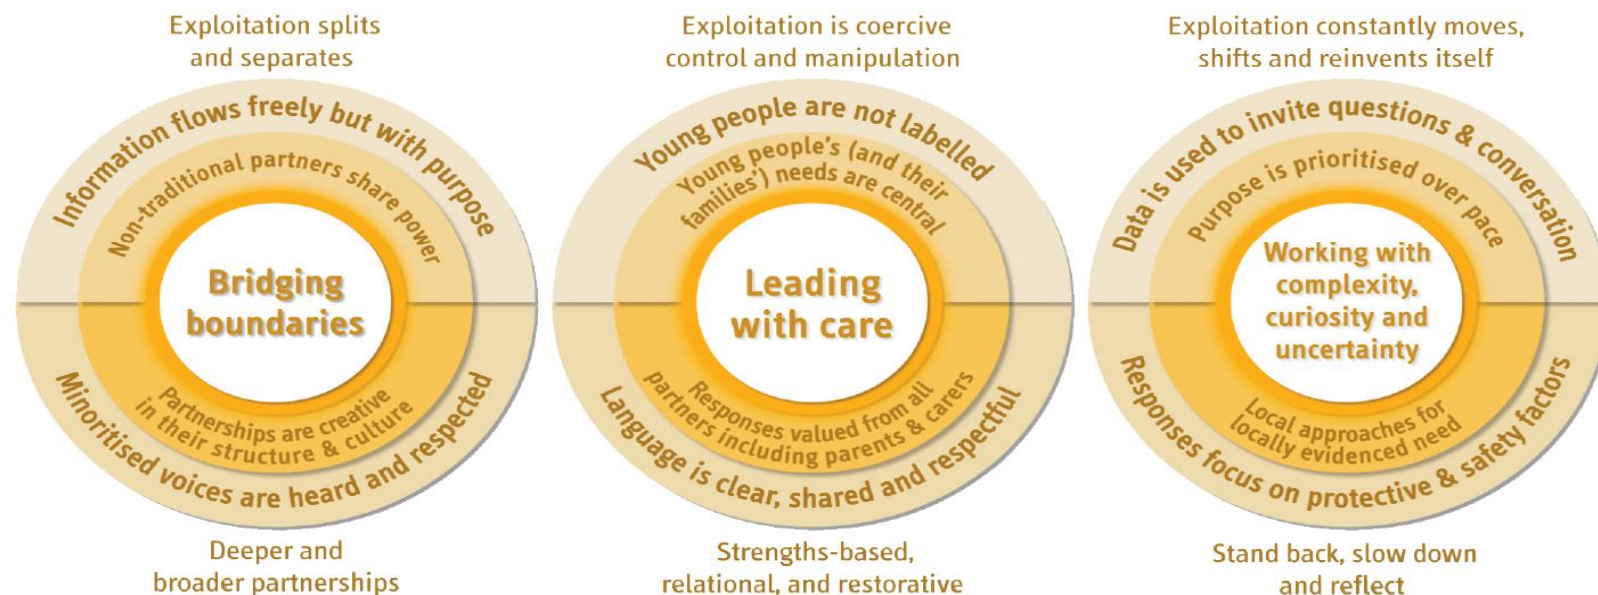 Exploitation splits
and separates
Information flows freely but with purpose
Non-traditional partners share power
Bridging
boundaries
Partnerships are creative
in their structure & culture
Minoritised voices are heard and respected
Deeper and
broader partnerships
Exploitation is coercive
control and manipulation
Young people are not labelled
Young people's (and their
families') needs are central
Leading
with care
Responses valued from all
partners including parents & carers
Language is clear, shared and respectful
Strengths-based,
relational, and restorative
Exploitation constantly moves,
shifts and reinvents itself
Data is used to invite questions & conversation
Purpose is prioritised over pace
Working with
complexity,
curiosity and
uncertainty
Local approaches for
locally evidenced need
Responses focus on protective & safety factors
Stand back, slow down
and reflect